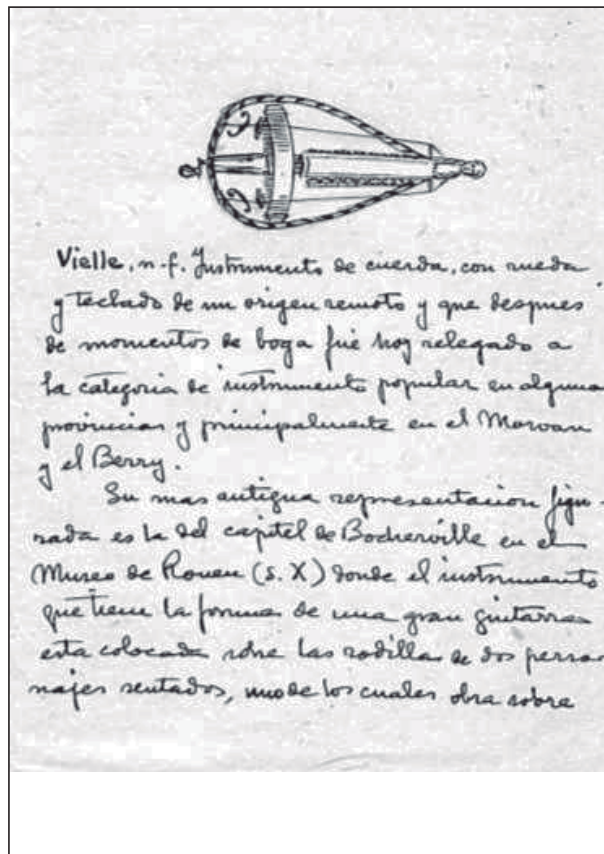 Vielle, n-f. Instrumento de cuerda, con rueda
y teclado de un origen remoto y que despues
de momentos de boga fué hoy relegado a
la categoria de instrumento popular en alguna
provincias y principalmente en el Morvan
y el Berry.
Su mas antigua representacion figu-
rada es la del capitel de Bocherville en el
Museo de Rouen (s. X) donde el instrumento
que tiene la forma de una gran guitarra
esta colocada sobre las rodilla de dos perso
najes sentados, uno de los cuales obra sobre